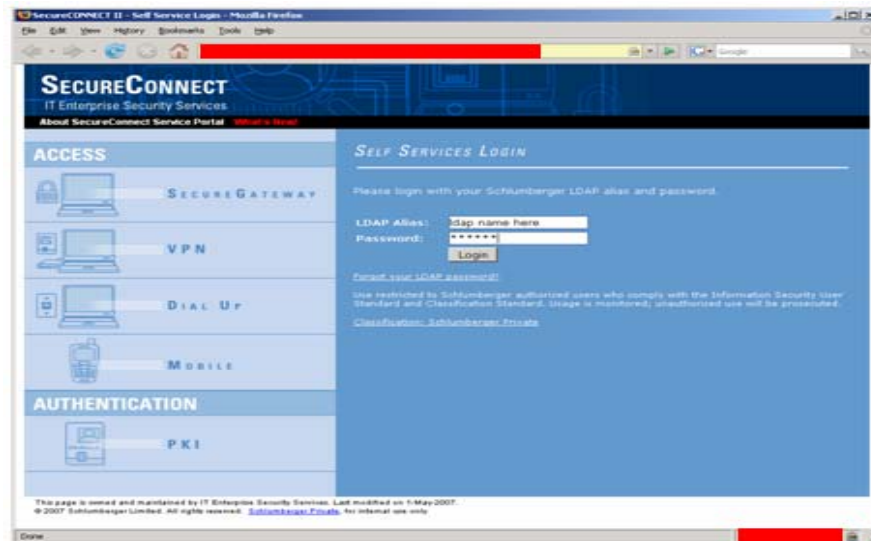 SecureCONNECT II - Self Service Login - Mozilla Firefox
File Edit View History Bookmarks Tools Help
Google
SECURECONNECT
IT Enterprise Security Services
About SecureConnect Service Portal What's New!
ACCESS
SECUREGATEWAY
VPN
DIAL UP
MOBILE
AUTHENTICATION
PKI
SELF SERVICES LOGIN
Please login with your Schlumberger LDAP alias and password.
LDAP Alias: ldap name here
Password: ******
Login
Forgot your LDAP password?
Use restricted to Schlumberger authorized users who comply with the Information Security User
Standard and Classification Standard. Usage is monitored; unauthorized use will be prosecuted.
Classification: Schlumberger Private
This page is owned and maintained by IT Enterprise Security Services. Last modified on 1-May-2007.
© 2007 Schlumberger Limited. All rights reserved. Schlumberger Private, for internal use only
Done